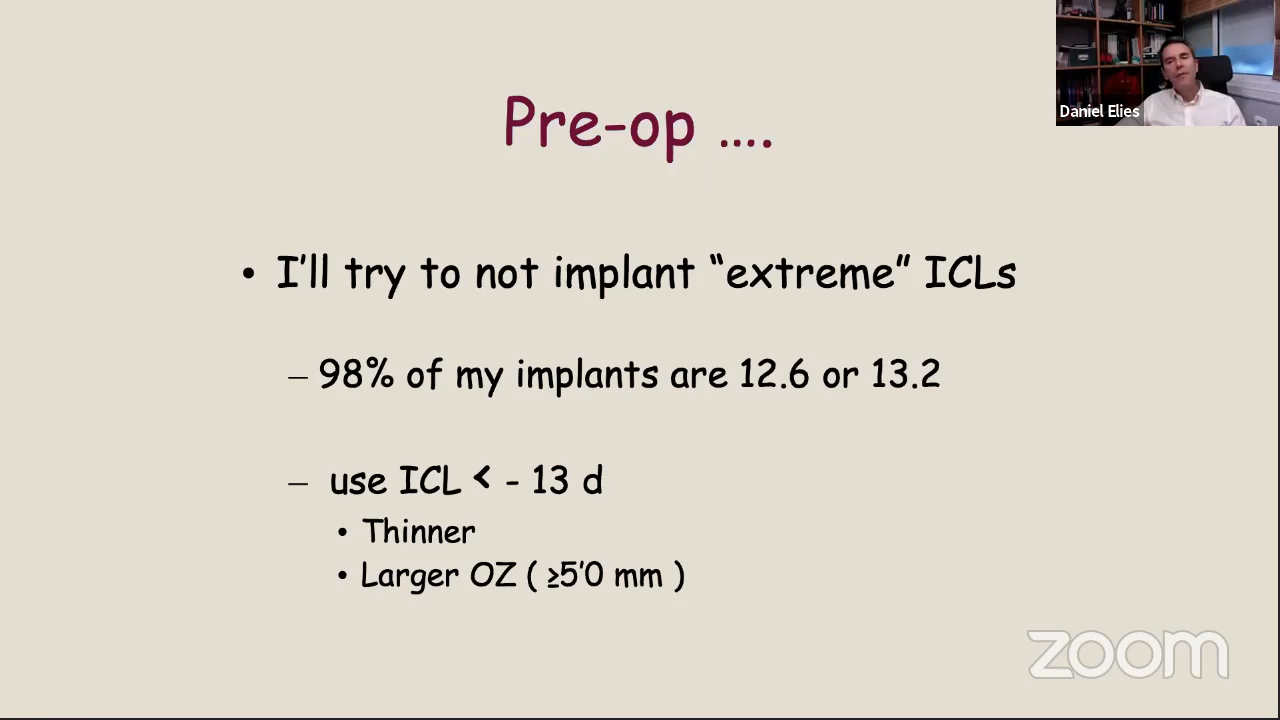 Daniel Elies
Pre-op ....
• I'll try to not implant “extreme” ICLs
– 98% of my implants are 12.6 or 13.2
– use ICL < - 13 d
• Thinner
• Larger OZ ( ≥5'0 mm )
zoom